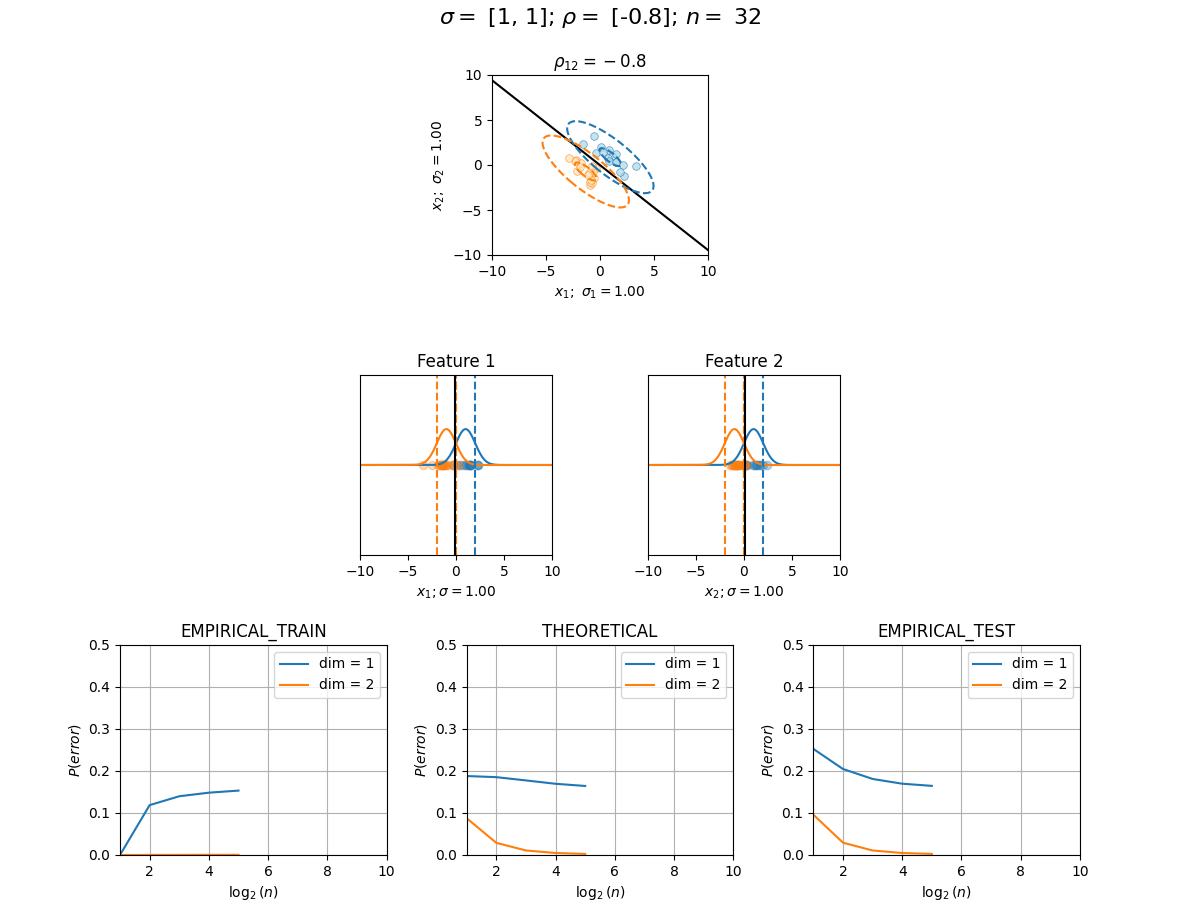 σ = [1, 1]; ρ = [-0.8]; n = 32
ρ₁₂ = −0.8
10
5
0
−5
−10
x₂; σ₂ = 1.00
−10 −5 0 5 10
x₁; σ₁ = 1.00
Feature 1
−10 −5 0 5 10
x₁; σ = 1.00
Feature 2
−10 −5 0 5 10
x₂; σ = 1.00
EMPIRICAL_TRAIN
0.5
0.4
0.3
0.2
0.1
0.0
P(error)
dim = 1
dim = 2
2 4 6 8 10
log₂(n)
THEORETICAL
0.5
0.4
0.3
0.2
0.1
0.0
P(error)
dim = 1
dim = 2
2 4 6 8 10
log₂(n)
EMPIRICAL_TEST
0.5
0.4
0.3
0.2
0.1
0.0
P(error)
dim = 1
dim = 2
2 4 6 8 10
log₂(n)